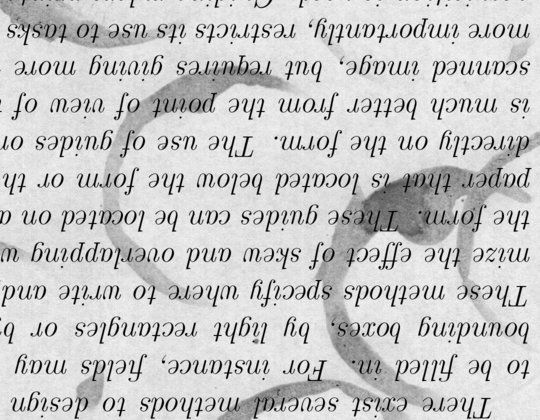 There exist several methods to design
to be filled in. For instance, fields may
bounding boxes, by light rectangles or b
These methods specify where to write and
mize the effect of skew and overlapping w
the form. These guides can be located on a
paper that is located below the form or th
directly on the form. The use of guides on
is much better from the point of view of t
scanned image, but requires giving more
more importantly, restricts its use to tasks